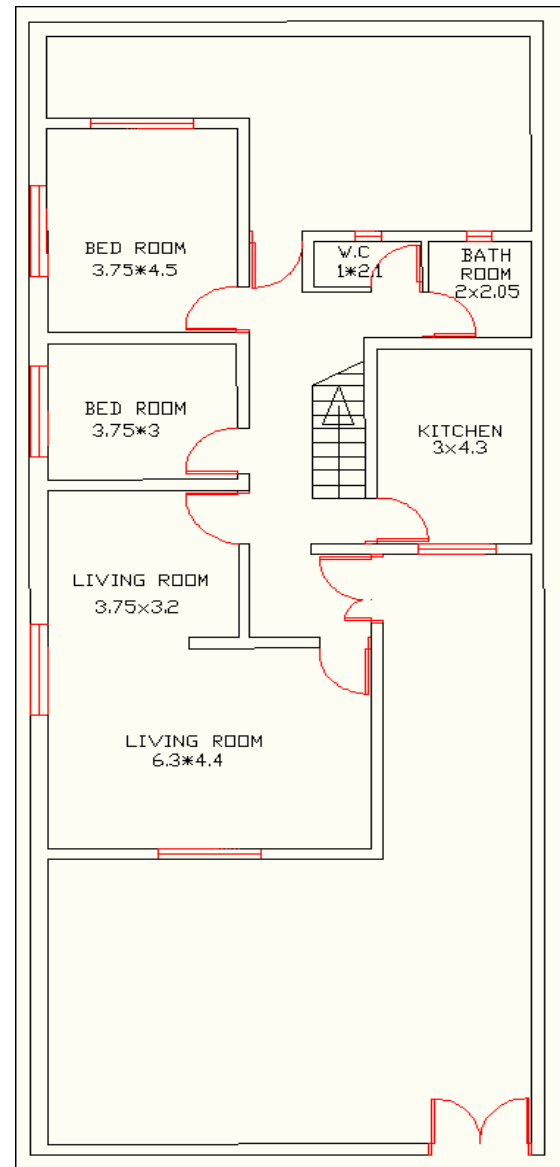 BED ROOM
3.75*4.5
W.C
1*2.1
BATH
ROOM
2x2.05
BED ROOM
3.75*3
KITCHEN
3x4.3
LIVING ROOM
3.75x3.2
LIVING ROOM
6.3*4.4